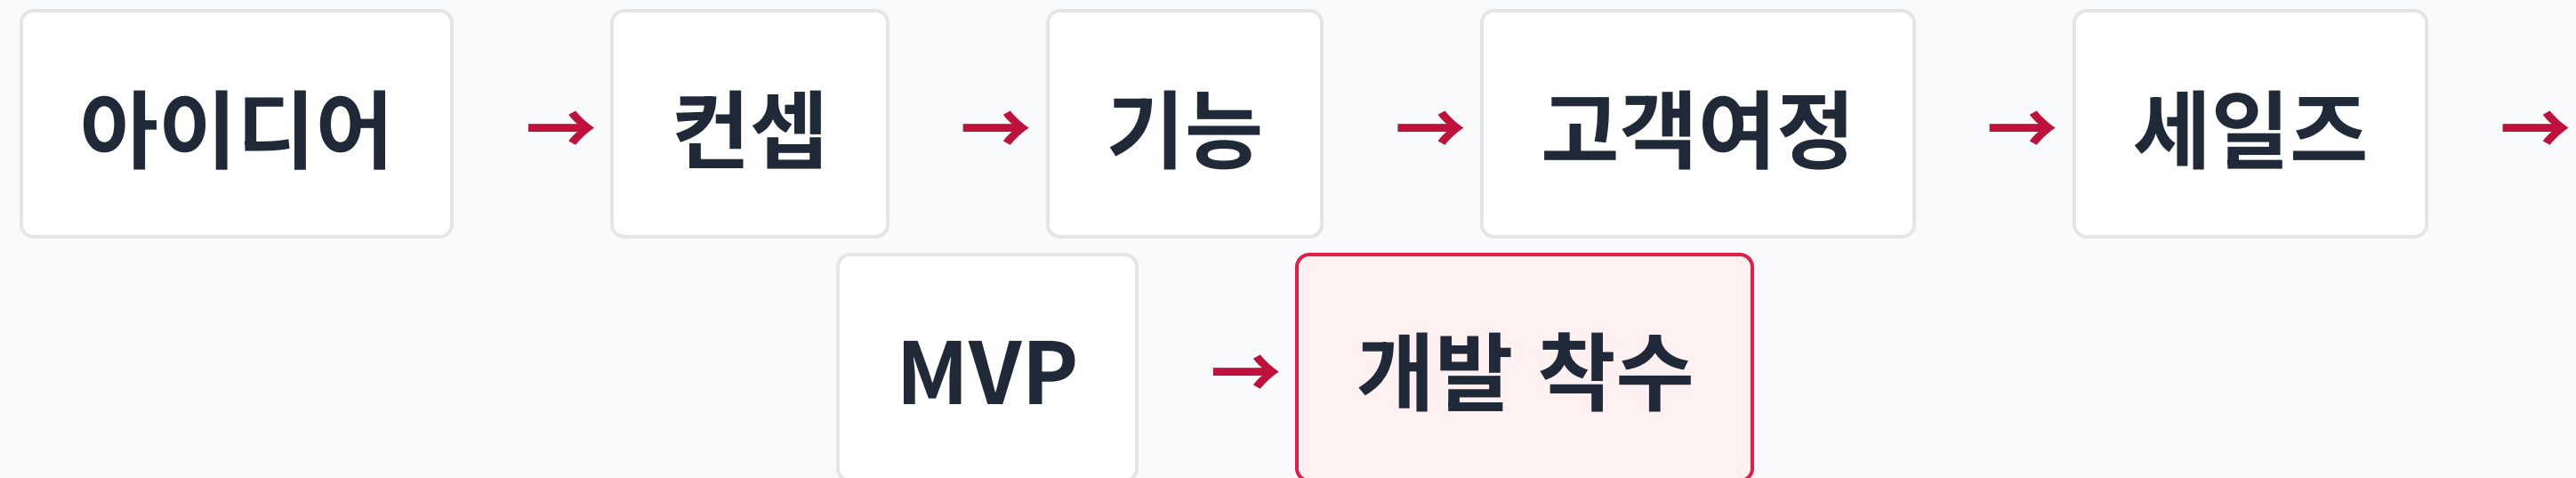 아이디어 → 컨셉 → 기능 → 고객여정 → 세일즈 →
MVP → 개발 착수